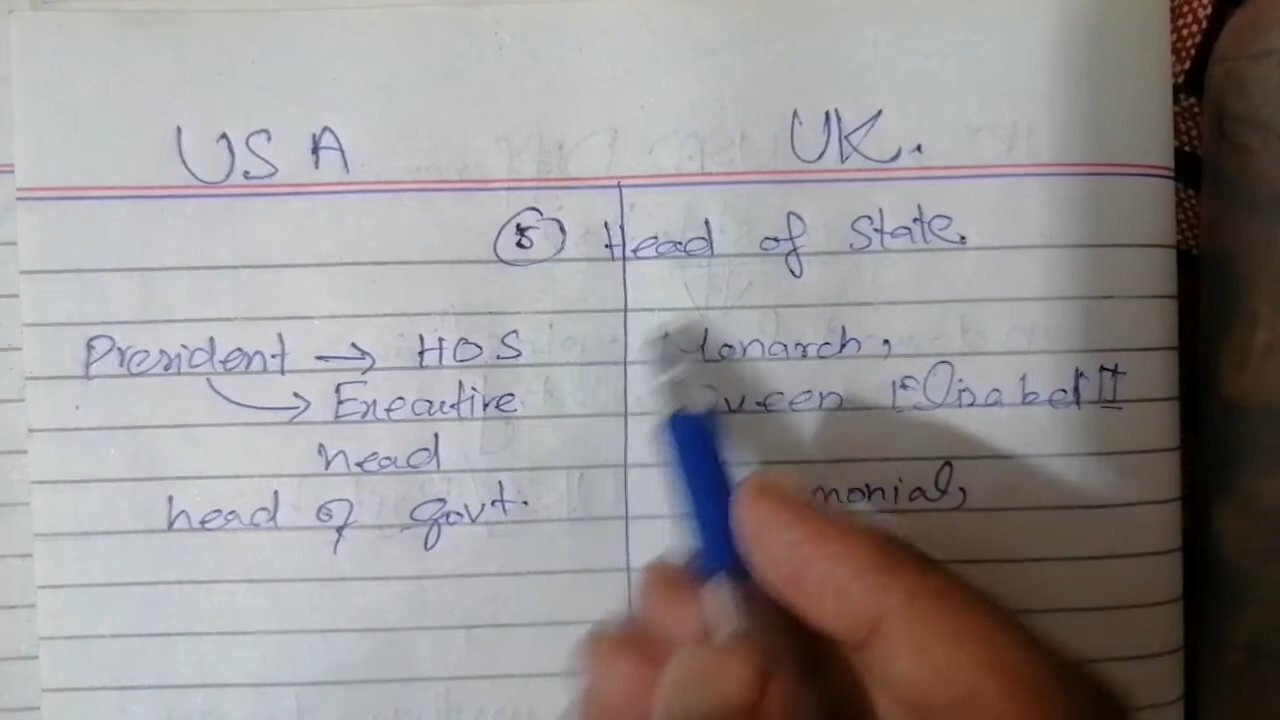 USA
UK.
5 Head of State.
President → HOS
→ Executive
head
head of govt.
Monarch,
Queen Elizabeth II
monial,